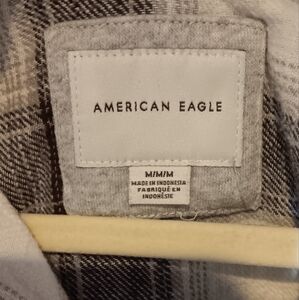 AMERICAN EAGLE
M/M/M
MADE IN INDONESIA
FABRIQUÉ EN
INDONÉSIE